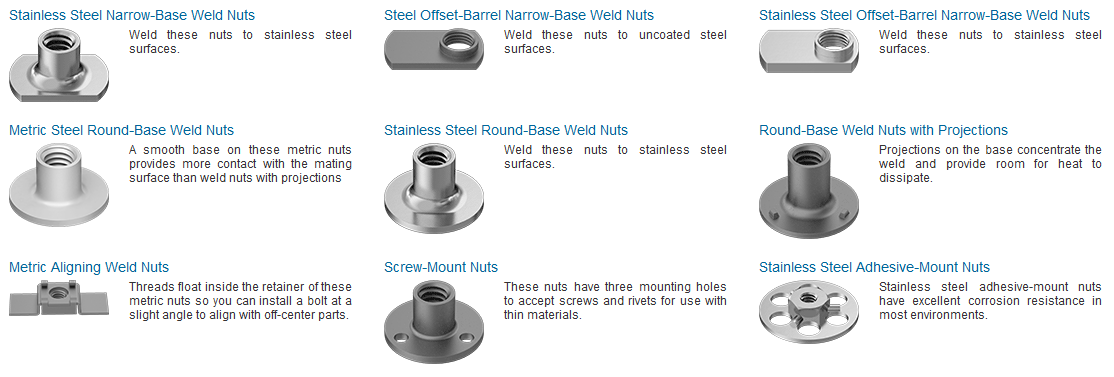 Stainless Steel Narrow-Base Weld Nuts
Weld these nuts to stainless steel
surfaces.
Steel Offset-Barrel Narrow-Base Weld Nuts
Weld these nuts to uncoated steel
surfaces.
Stainless Steel Offset-Barrel Narrow-Base Weld Nuts
Weld these nuts to stainless steel
surfaces.
Metric Steel Round-Base Weld Nuts
A smooth base on these metric nuts
provides more contact with the mating
surface than weld nuts with projections
Stainless Steel Round-Base Weld Nuts
Weld these nuts to stainless steel
surfaces.
Round-Base Weld Nuts with Projections
Projections on the base concentrate the
weld and provide room for heat to
dissipate.
Metric Aligning Weld Nuts
Threads float inside the retainer of these
metric nuts so you can install a bolt at a
slight angle to align with off-center parts.
Screw-Mount Nuts
These nuts have three mounting holes
to accept screws and rivets for use with
thin materials.
Stainless Steel Adhesive-Mount Nuts
Stainless steel adhesive-mount nuts
have excellent corrosion resistance in
most environments.